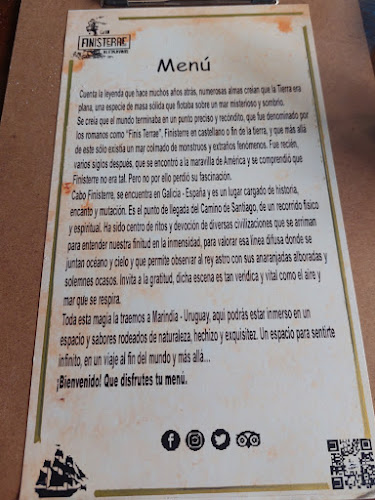 FINISTERRE
Menú
Cuenta la leyenda que hace muchos años atrás, numerosas almas creían que la Tierra era
plana, una especie de masa sólida que flotaba sobre un mar misterioso y sombrío.
Se creía que el mundo terminaba en un punto preciso y recóndito, que fue denominado por
los romanos como "Finis Terrae", Finisterre en castellano o fin de la tierra, y que más allá
de este sólo existía un mar colmado de monstruos y extraños fenómenos. Fue recién,
varios siglos después, que se encontró a la maravilla de América y se comprendió que
Finisterre no era tal. Pero no por ello perdió su fascinación.
Cabo Finisterre, se encuentra en Galicia - España y es un lugar cargado de historia,
encanto y mutación. Es el punto de llegada del Camino de Santiago, de un recorrido físico
y espiritual. Ha sido centro de ritos y devoción de diversas civilizaciones que se arriman
para entender nuestra finitud en la inmensidad, para valorar esa línea difusa donde se
juntan océano y cielo y que permite observar al rey astro con sus anaranjadas alboradas y
solemnes ocasos. Invita a la gratitud, dicha escena es tan verídica y vital como el aire y
mar que se respira.
Toda esta magia la traemos a Marindia - Uruguay, aquí podrás estar inmerso en un
espacio y sabores rodeados de naturaleza, hechizo y exquisitez. Un espacio para sentirte
infinito, en un viaje al fin del mundo y más allá...
¡Bienvenido! Que disfrutes tu menú.